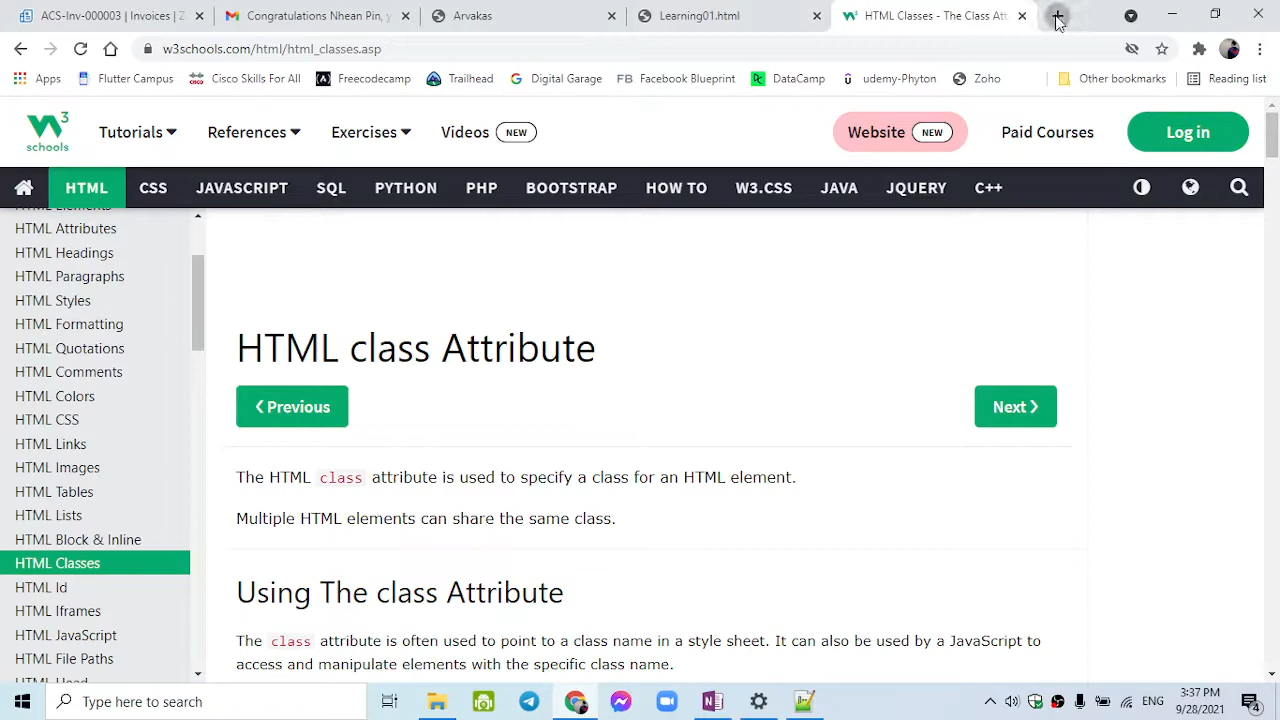 ACS-Inv-000003 | Invoices | Z
Congratulations Nhean Pin, y
Arvakas
Learning01.html
HTML Classes - The Class Att
w3schools.com/html/html_classes.asp
Apps Flutter Campus Cisco Skills For All Freecodecamp Trailhead Digital Garage FB Facebook Blueprint DataCamp udemy-Phyton Zoho Other bookmarks Reading list
W3 schools
Tutorials References Exercises Videos NEW Website NEW Paid Courses Log in
HTML CSS JAVASCRIPT SQL PYTHON PHP BOOTSTRAP HOW TO W3.CSS JAVA JQUERY C++
HTML Elements
HTML Attributes
HTML Headings
HTML Paragraphs
HTML Styles
HTML Formatting
HTML Quotations
HTML Comments
HTML Colors
HTML CSS
HTML Links
HTML Images
HTML Tables
HTML Lists
HTML Block & Inline
HTML Classes
HTML Id
HTML Iframes
HTML JavaScript
HTML File Paths
HTML Head
HTML class Attribute
❮ Previous
Next ❯
The HTML class attribute is used to specify a class for an HTML element.
Multiple HTML elements can share the same class.
Using The class Attribute
The class attribute is often used to point to a class name in a style sheet. It can also be used by a JavaScript to
access and manipulate elements with the specific class name.
Type here to search
ENG
3:37 PM
9/28/2021
4